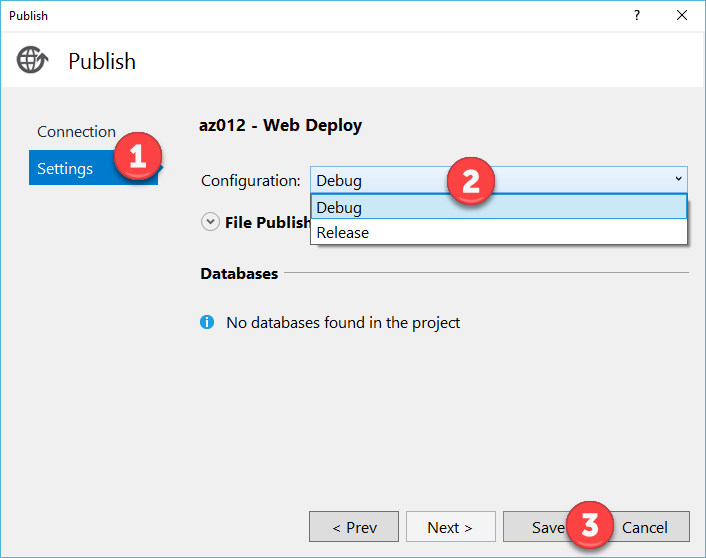 Publish
?
Publish
Connection
1
Settings
az012 - Web Deploy
Configuration: Debug
2
Debug
Release
File Publish
Databases
No databases found in the project
< Prev
Next >
Save
3
Cancel